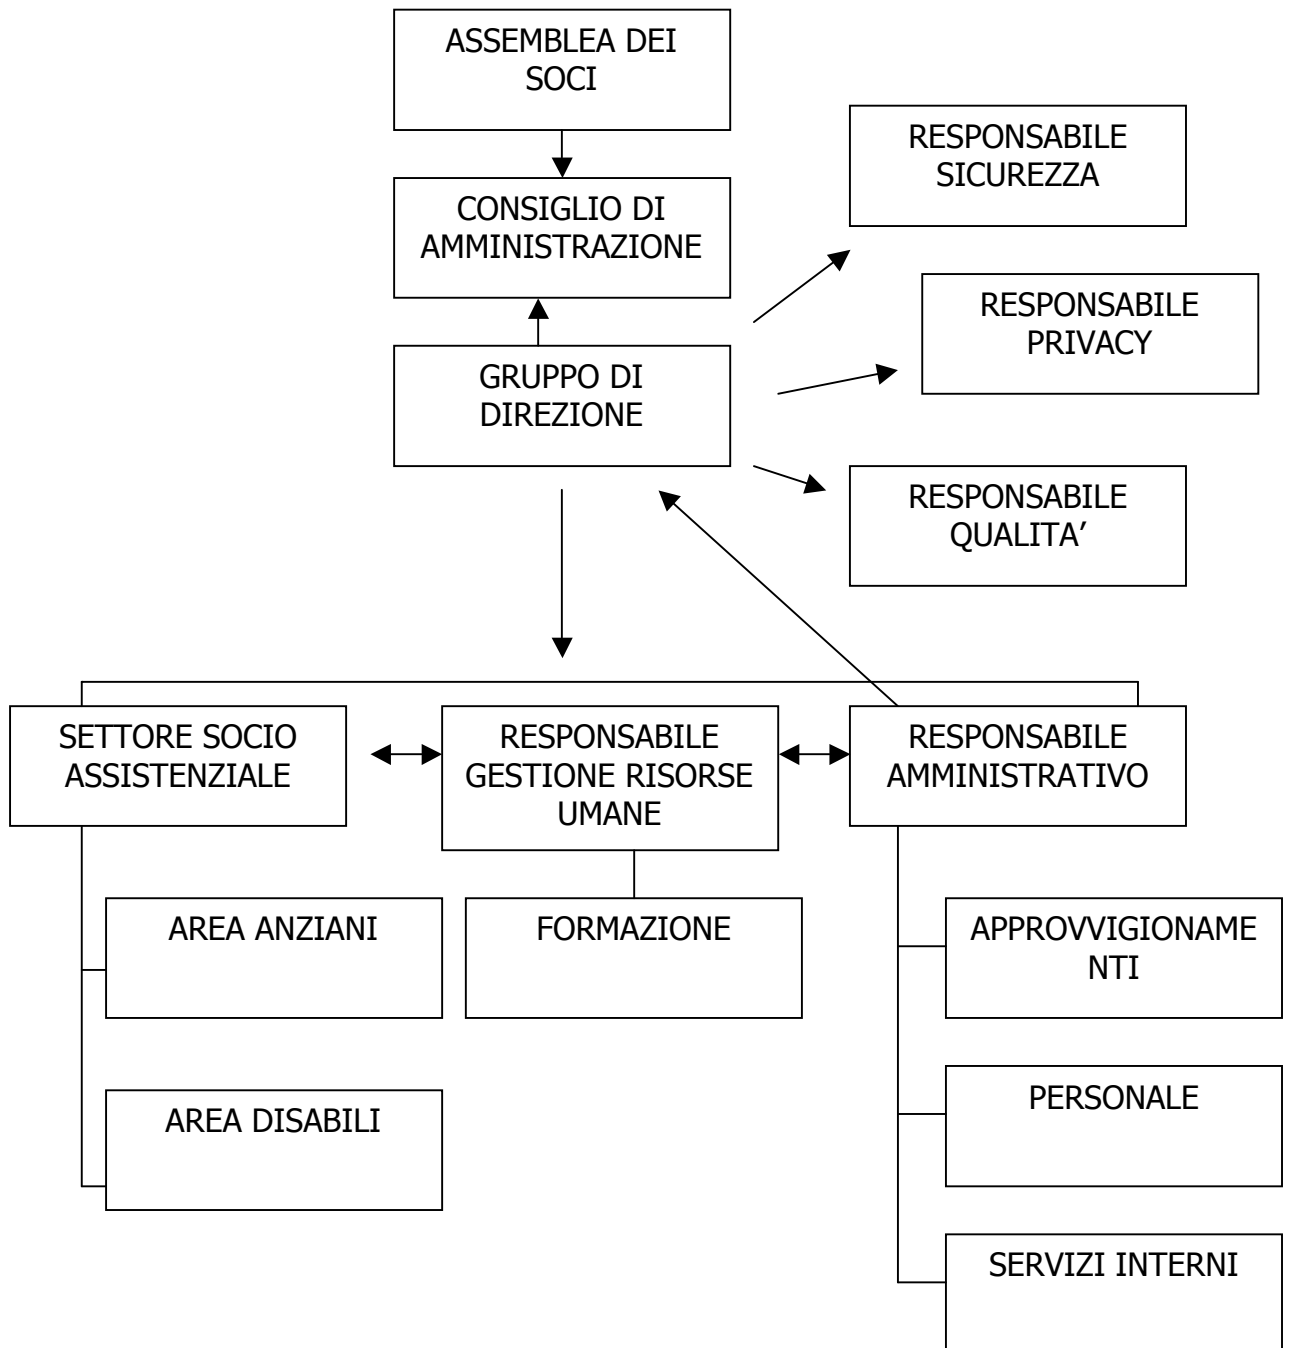 ASSEMBLEA DEI
SOCI
RESPONSABILE
SICUREZZA
CONSIGLIO DI
AMMINISTRAZIONE
RESPONSABILE
PRIVACY
GRUPPO DI
DIREZIONE
RESPONSABILE
QUALITA’
SETTORE SOCIO
ASSISTENZIALE
RESPONSABILE
GESTIONE RISORSE
UMANE
RESPONSABILE
AMMINISTRATIVO
AREA ANZIANI
FORMAZIONE
APPROVVIGIONAME
NTI
AREA DISABILI
PERSONALE
SERVIZI INTERNI